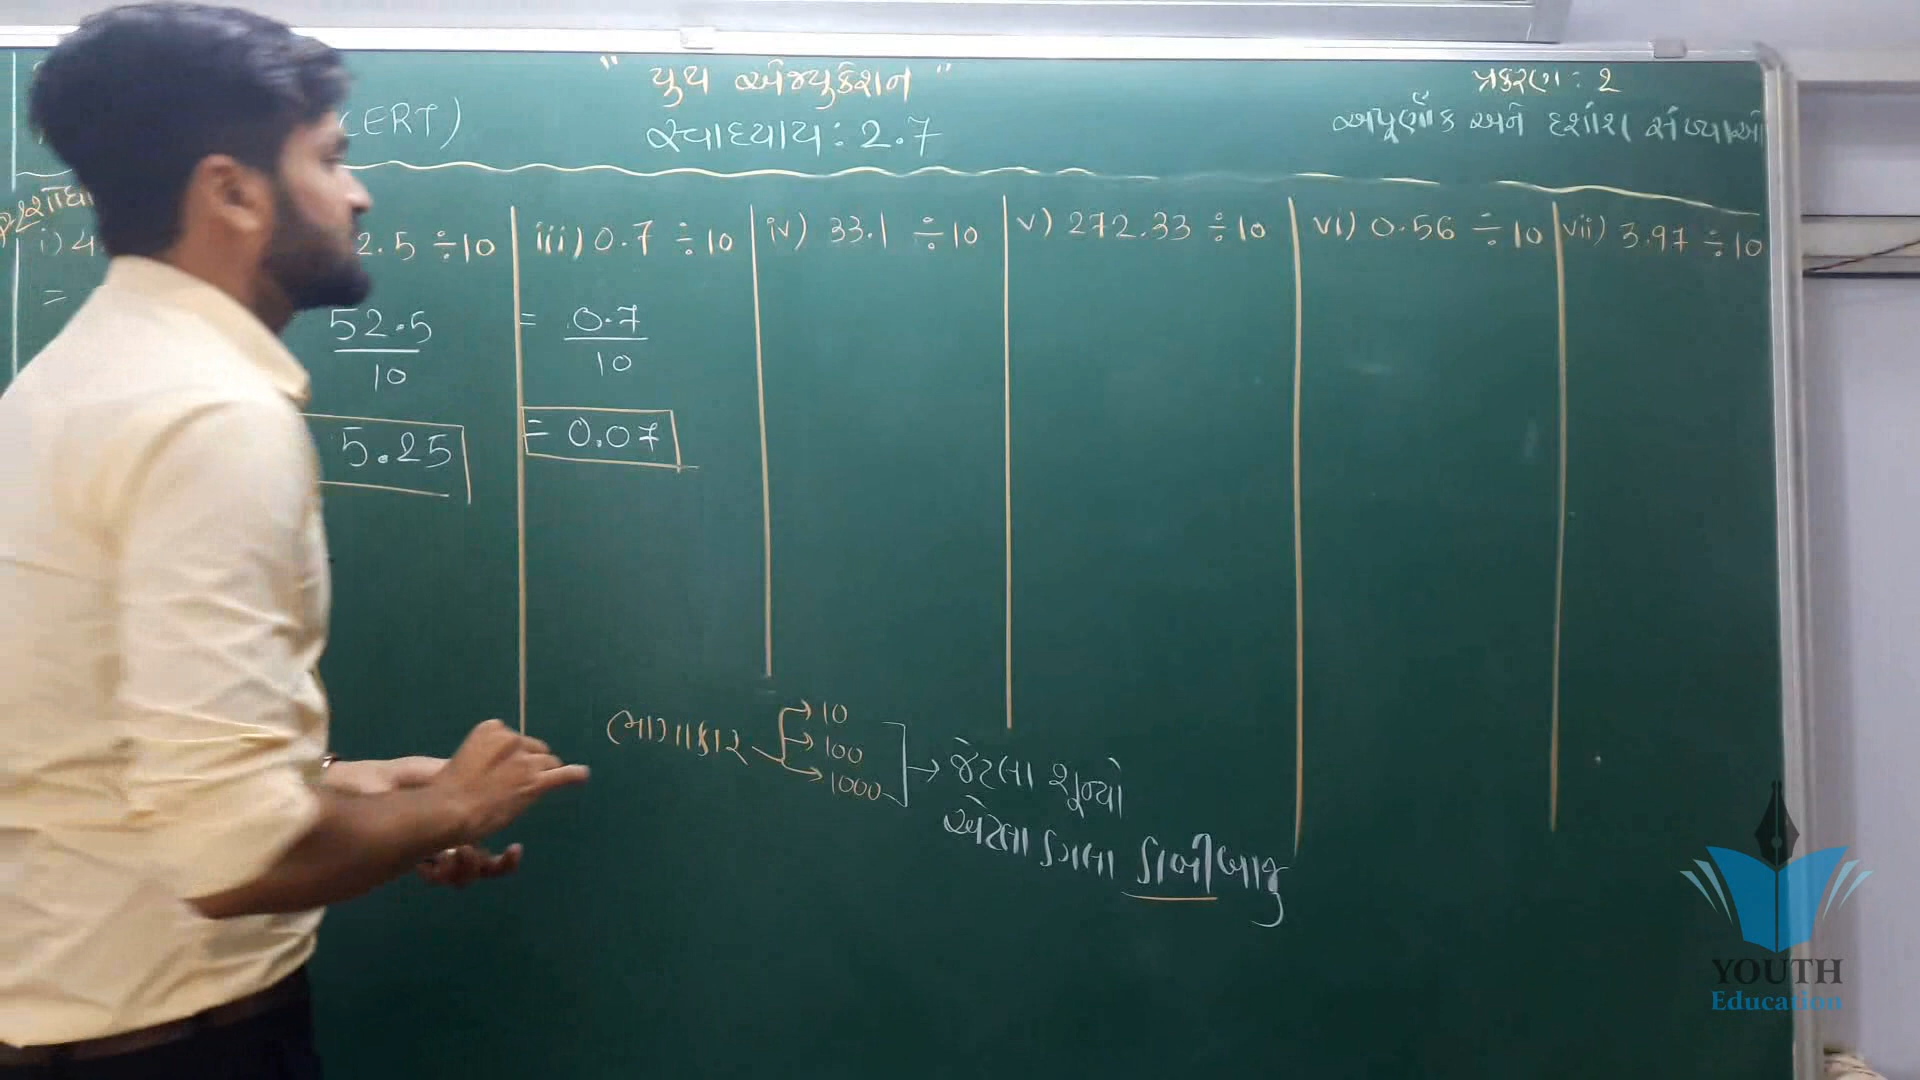 " યુથ એજ્યુકેશન "
પ્રકરણ : 2
CERT)
સ્વાધ્યાય : 2.7
અપૂર્ણાંક અને દશાંશ સંખ્યાઓ
i) 4.
2.5 ÷ 10
iii) 0.7 ÷ 10
iv) 33.1 ÷ 10
v) 272.33 ÷ 10
vi) 0.56 ÷ 10
vii) 3.97 ÷ 10
=
52.5
10
5.25
= 0.7
10
= 0.07
ભાગાકાર → 10
→ 100
→ 1000
→ જેટલા શૂન્યો
એટલા ડગલા ડાબીબાજુ
YOUTH
Education